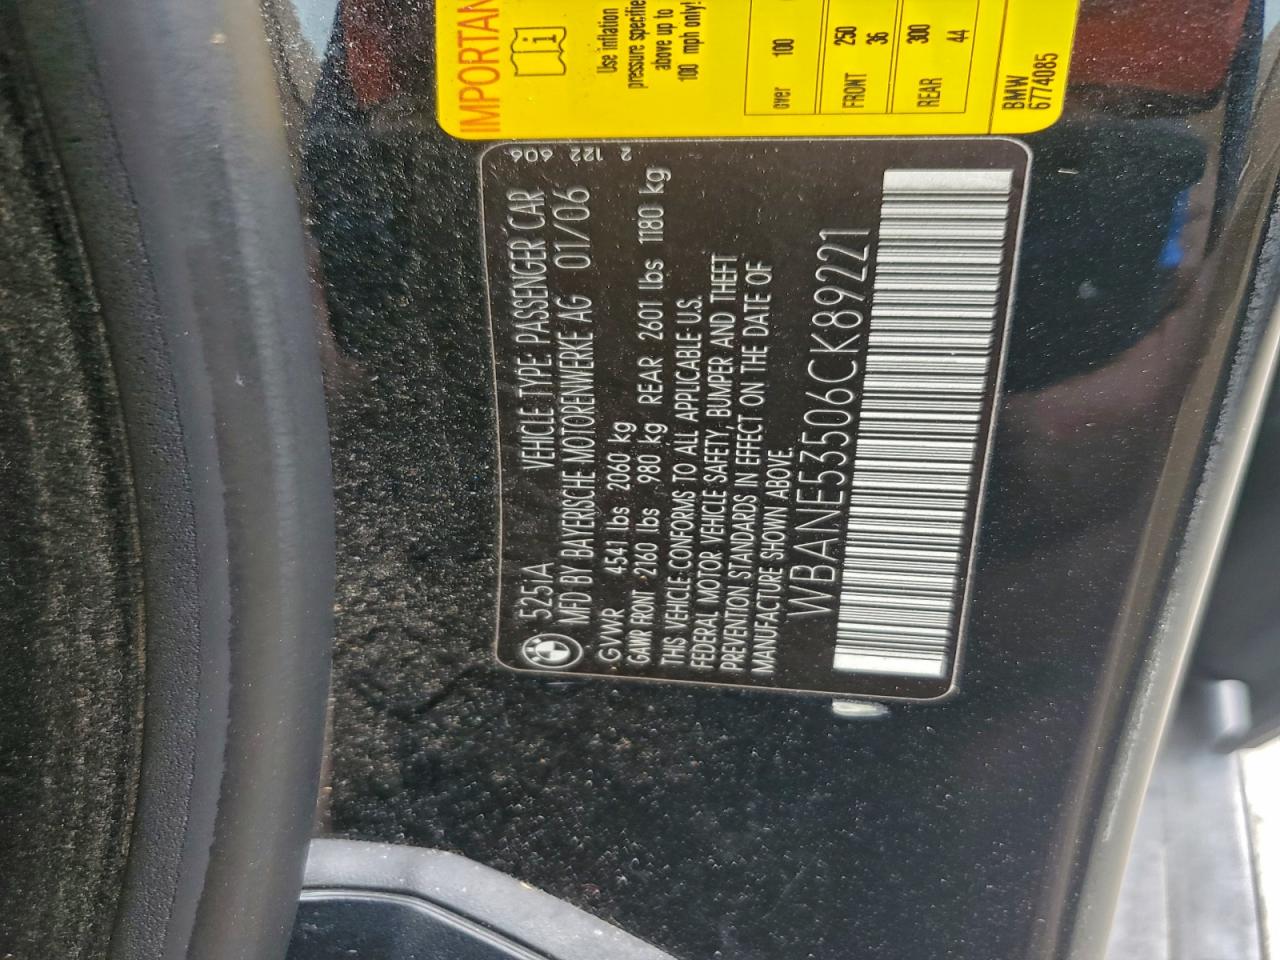 IMPORTAN
i
Use inflation
pressure specifie
above up to
100 mph only!
over 100
FRONT 250
36
REAR 300
44
BMW
6774085
2 122 606
525iA VEHICLE TYPE: PASSENGER CAR
MFD BY BAYERISCHE MOTORENWERKE AG 01/06
GVWR 4541 lbs 2060 kg
GAWR FRONT 2160 lbs 980 kg REAR 2601 lbs 1180 kg
THIS VEHICLE CONFORMS TO ALL APPLICABLE U.S.
FEDERAL MOTOR VEHICLE SAFETY, BUMPER AND THEFT
PREVENTION STANDARDS IN EFFECT ON THE DATE OF
MANUFACTURE SHOWN ABOVE.
WBANE53506CK89221